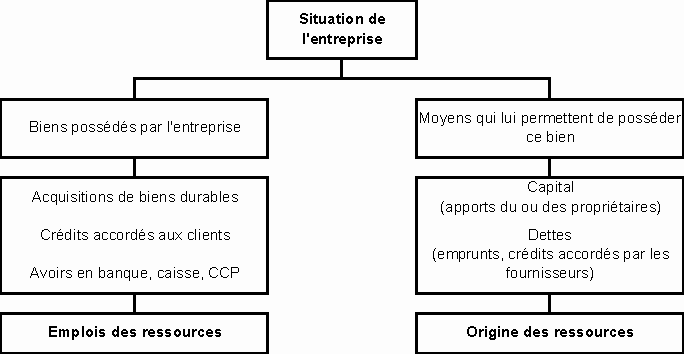 Situation de
l'entreprise
Biens possédés par l'entreprise
Moyens qui lui permettent de posséder
ce bien
Acquisitions de biens durables
Crédits accordés aux clients
Avoirs en banque, caisse, CCP
Capital
(apports du ou des propriétaires)
Dettes
(emprunts, crédits accordés par les
fournisseurs)
Emplois des ressources
Origine des ressources